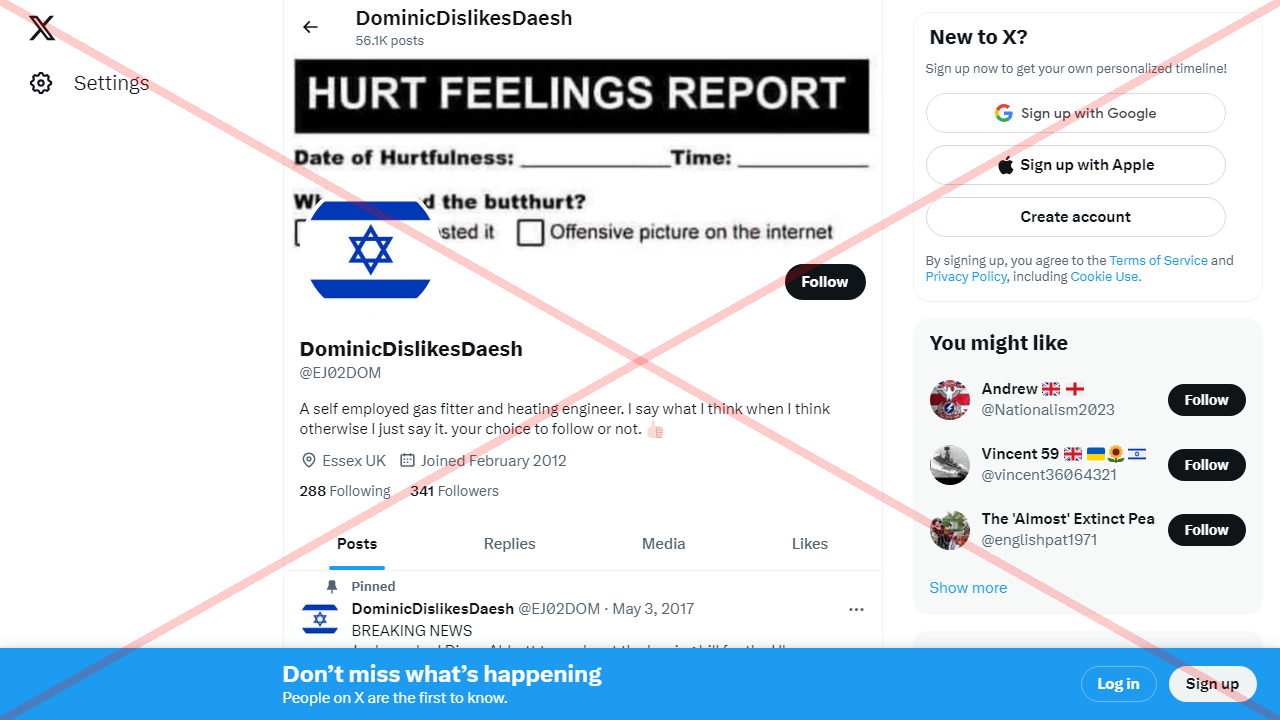 Settings
DominicDislikesDaesh
56.1K posts
HURT FEELINGS REPORT
Date of Hurtfulness: ____________ Time: __________
the butthurt?
Offensive picture on the internet
Follow
DominicDislikesDaesh
@EJ02DOM
A self employed gas fitter and heating engineer. I say what I think when I think
otherwise I just say it. your choice to follow or not. 👍🏻
Essex UK Joined February 2012
288 Following 341 Followers
Posts Replies Media Likes
Pinned
DominicDislikesDaesh @EJ02DOM · May 3, 2017
BREAKING NEWS
New to X?
Sign up now to get your own personalized timeline!
Sign up with Google
Sign up with Apple
Create account
By signing up, you agree to the Terms of Service and
Privacy Policy, including Cookie Use.
You might like
Andrew 🇬🇧 🏴󠁧󠁢󠁥󠁮󠁧󠁿
@Nationalism2023
Follow
Vincent 59 🇬🇧 🇺🇦🌻🇮🇱
@vincent36064321
Follow
The 'Almost' Extinct Pea
@englishpat1971
Follow
Show more
Don’t miss what’s happening
People on X are the first to know.
Log in
Sign up